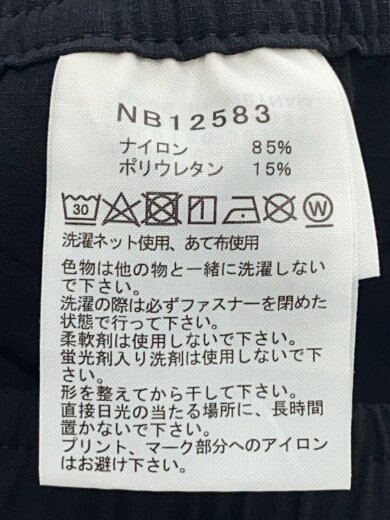 NB12583
ナイロン 85%
ポリウレタン 15%
30 W
洗濯ネット使用、あて布使用
色物は他の物と一緒に洗濯しない
で下さい。
洗濯の際は必ずファスナーを閉めた
状態で行って下さい。
柔軟剤は使用しないで下さい。
蛍光剤入り洗剤は使用しないで下
さい。
形を整えてから干して下さい。
直接日光の当たる場所に、長時間
置かないで下さい。
プリント、マーク部分へのアイロン
はお避け下さい。